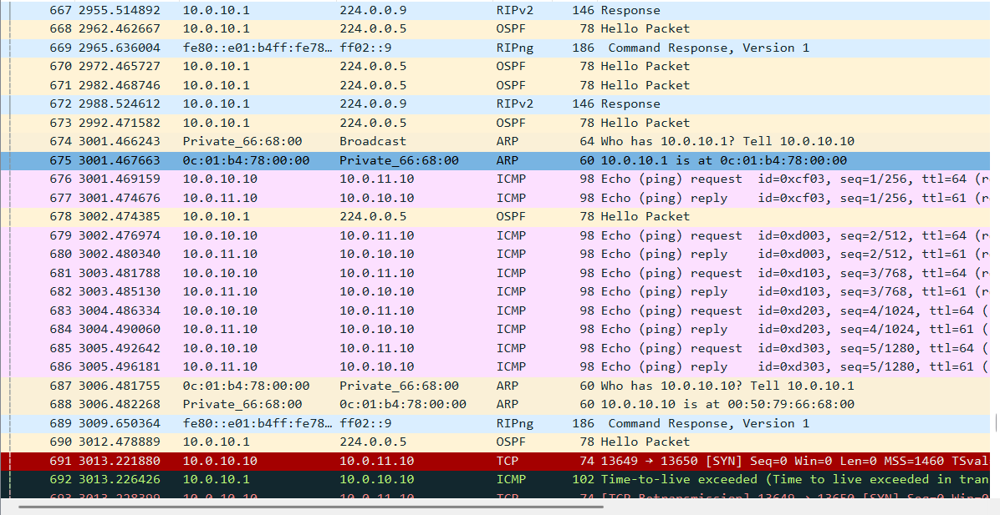 667 2955.514892 10.0.10.1 224.0.0.9 RIPv2 146 Response
668 2962.462667 10.0.10.1 224.0.0.5 OSPF 78 Hello Packet
669 2965.636004 fe80::e01:b4ff:fe78… ff02::9 RIPng 186 Command Response, Version 1
670 2972.465727 10.0.10.1 224.0.0.5 OSPF 78 Hello Packet
671 2982.468746 10.0.10.1 224.0.0.5 OSPF 78 Hello Packet
672 2988.524612 10.0.10.1 224.0.0.9 RIPv2 146 Response
673 2992.471582 10.0.10.1 224.0.0.5 OSPF 78 Hello Packet
674 3001.466243 Private_66:68:00 Broadcast ARP 64 Who has 10.0.10.1? Tell 10.0.10.10
675 3001.467663 0c:01:b4:78:00:00 Private_66:68:00 ARP 60 10.0.10.1 is at 0c:01:b4:78:00:00
676 3001.469159 10.0.10.10 10.0.11.10 ICMP 98 Echo (ping) request id=0xcf03, seq=1/256, ttl=64 (r
677 3001.474676 10.0.11.10 10.0.10.10 ICMP 98 Echo (ping) reply id=0xcf03, seq=1/256, ttl=61 (r
678 3002.474385 10.0.10.1 224.0.0.5 OSPF 78 Hello Packet
679 3002.476974 10.0.10.10 10.0.11.10 ICMP 98 Echo (ping) request id=0xd003, seq=2/512, ttl=64 (r
680 3002.480340 10.0.11.10 10.0.10.10 ICMP 98 Echo (ping) reply id=0xd003, seq=2/512, ttl=61 (r
681 3003.481788 10.0.10.10 10.0.11.10 ICMP 98 Echo (ping) request id=0xd103, seq=3/768, ttl=64 (r
682 3003.485130 10.0.11.10 10.0.10.10 ICMP 98 Echo (ping) reply id=0xd103, seq=3/768, ttl=61 (r
683 3004.486334 10.0.10.10 10.0.11.10 ICMP 98 Echo (ping) request id=0xd203, seq=4/1024, ttl=64 (
684 3004.490060 10.0.11.10 10.0.10.10 ICMP 98 Echo (ping) reply id=0xd203, seq=4/1024, ttl=61 (
685 3005.492642 10.0.10.10 10.0.11.10 ICMP 98 Echo (ping) request id=0xd303, seq=5/1280, ttl=64 (
686 3005.496181 10.0.11.10 10.0.10.10 ICMP 98 Echo (ping) reply id=0xd303, seq=5/1280, ttl=61 (
687 3006.481755 0c:01:b4:78:00:00 Private_66:68:00 ARP 60 Who has 10.0.10.10? Tell 10.0.10.1
688 3006.482268 Private_66:68:00 0c:01:b4:78:00:00 ARP 60 10.0.10.10 is at 00:50:79:66:68:00
689 3009.650364 fe80::e01:b4ff:fe78… ff02::9 RIPng 186 Command Response, Version 1
690 3012.478889 10.0.10.1 224.0.0.5 OSPF 78 Hello Packet
691 3013.221880 10.0.10.10 10.0.11.10 TCP 74 13649 → 13650 [SYN] Seq=0 Win=0 Len=0 MSS=1460 TSval=
692 3013.226426 10.0.10.1 10.0.10.10 ICMP 102 Time-to-live exceeded (Time to live exceeded in tran
693 3013.228399 10.0.10.10 10.0.11.10 TCP 74 [TCP Retransmission] 13649 → 13650 [SYN] Seq=0 Win=0